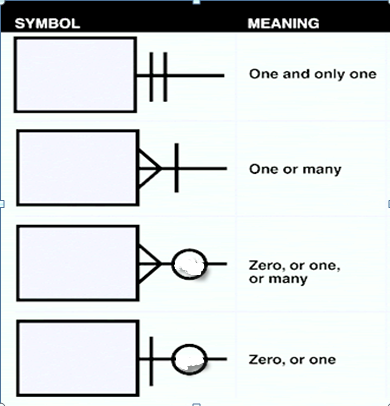 SYMBOL MEANING
One and only one
One or many
Zero, or one,
or many
Zero, or one